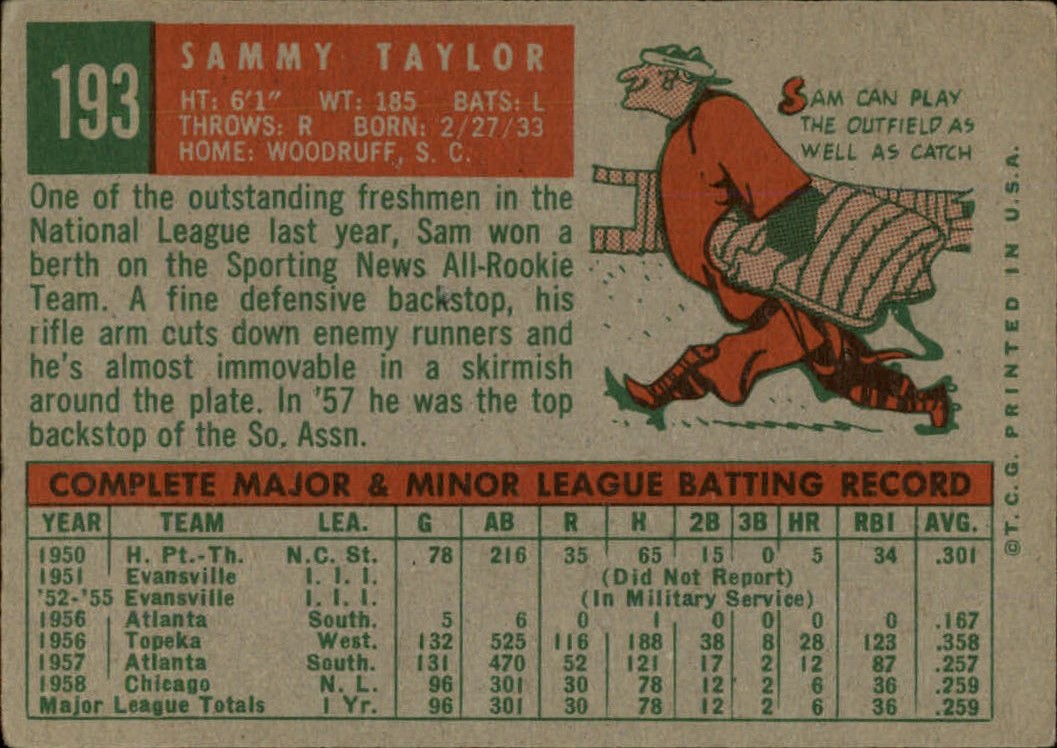 193
SAMMY TAYLOR
HT: 6'1" WT: 185 BATS: L
THROWS: R BORN: 2/27/33
HOME: WOODRUFF, S. C.
SAM CAN PLAY
THE OUTFIELD AS
WELL AS CATCH
One of the outstanding freshmen in the
National League last year, Sam won a
berth on the Sporting News All-Rookie
Team. A fine defensive backstop, his
rifle arm cuts down enemy runners and
he's almost immovable in a skirmish
around the plate. In '57 he was the top
backstop of the So. Assn.
COMPLETE MAJOR & MINOR LEAGUE BATTING RECORD
YEAR TEAM LEA. G AB R H 2B 3B HR RBI AVG.
1950 H. Pt.-Th. N.C. St. 78 216 35 65 15 0 5 34 .301
1951 Evansville I. I. I. (Did Not Report)
'52-'55 Evansville I. I. I. (In Military Service)
1956 Atlanta South. 5 6 0 1 0 0 0 0 .167
1956 Topeka West. 132 525 116 188 38 8 28 123 .358
1957 Atlanta South. 131 470 52 121 17 2 12 87 .257
1958 Chicago N. L. 96 301 30 78 12 2 6 36 .259
Major League Totals 1 Yr. 96 301 30 78 12 2 6 36 .259
©T. C. G. PRINTED IN U.S.A.